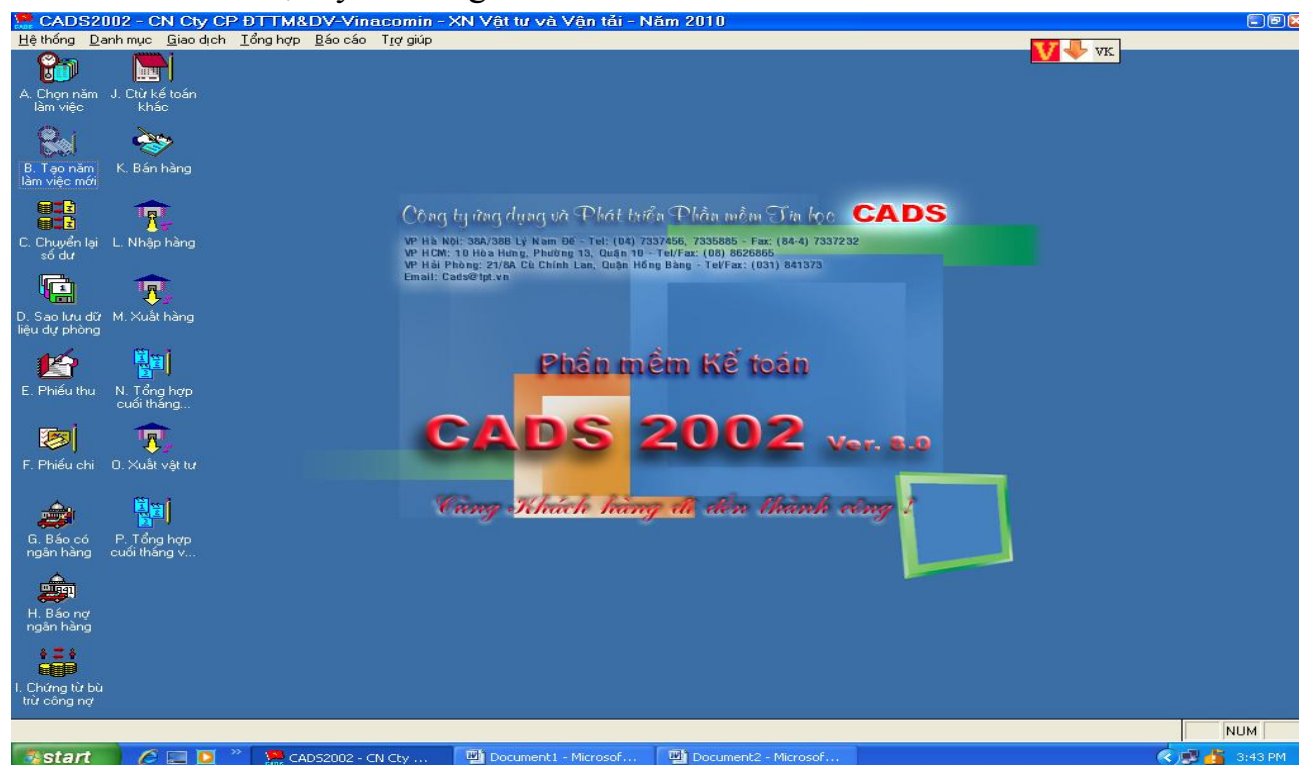 CADS2002 - CN Cty CP ĐTTM&DV-Vinacomin - XN Vật tư và Vận tải - Năm 2010
Hệ thống Danh mục Giao dịch Tổng hợp Báo cáo Trợ giúp
V VK
A. Chọn năm
làm việc
J. Ctừ kế toán
khác
B. Tạo năm
làm việc mới
K. Bán hàng
C. Chuyển lại
số dư
L. Nhập hàng
D. Sao lưu dữ
liệu dự phòng
M. Xuất hàng
E. Phiếu thu
N. Tổng hợp
cuối tháng...
F. Phiếu chi
O. Xuất vật tư
G. Báo có
ngân hàng
P. Tổng hợp
cuối tháng v...
H. Báo nợ
ngân hàng
I. Chứng từ bù
trừ công nợ
Công ty ứng dụng và Phát triển Phần mềm Tin học CADS
VP Hà Nội: 38A/38B Lý Nam Đế - Tel: (04) 7337456, 7335885 - Fax: (84-4) 7337232
VP HCM: 10 Hòa Hưng, Phường 13, Quận 10 - Tel/Fax: (08) 8626865
VP Hải Phòng: 21/8A Cù Chính Lan, Quận Hồng Bàng - Tel/Fax: (031) 841373
Email: Cads@fpt.vn
Phần mềm Kế toán
CADS 2002 Ver. 8.0
Cùng Khách hàng đi đến thành công !
NUM
start
CADS2002 - CN Cty ...
Document1 - Microsof...
Document2 - Microsof...
3:43 PM